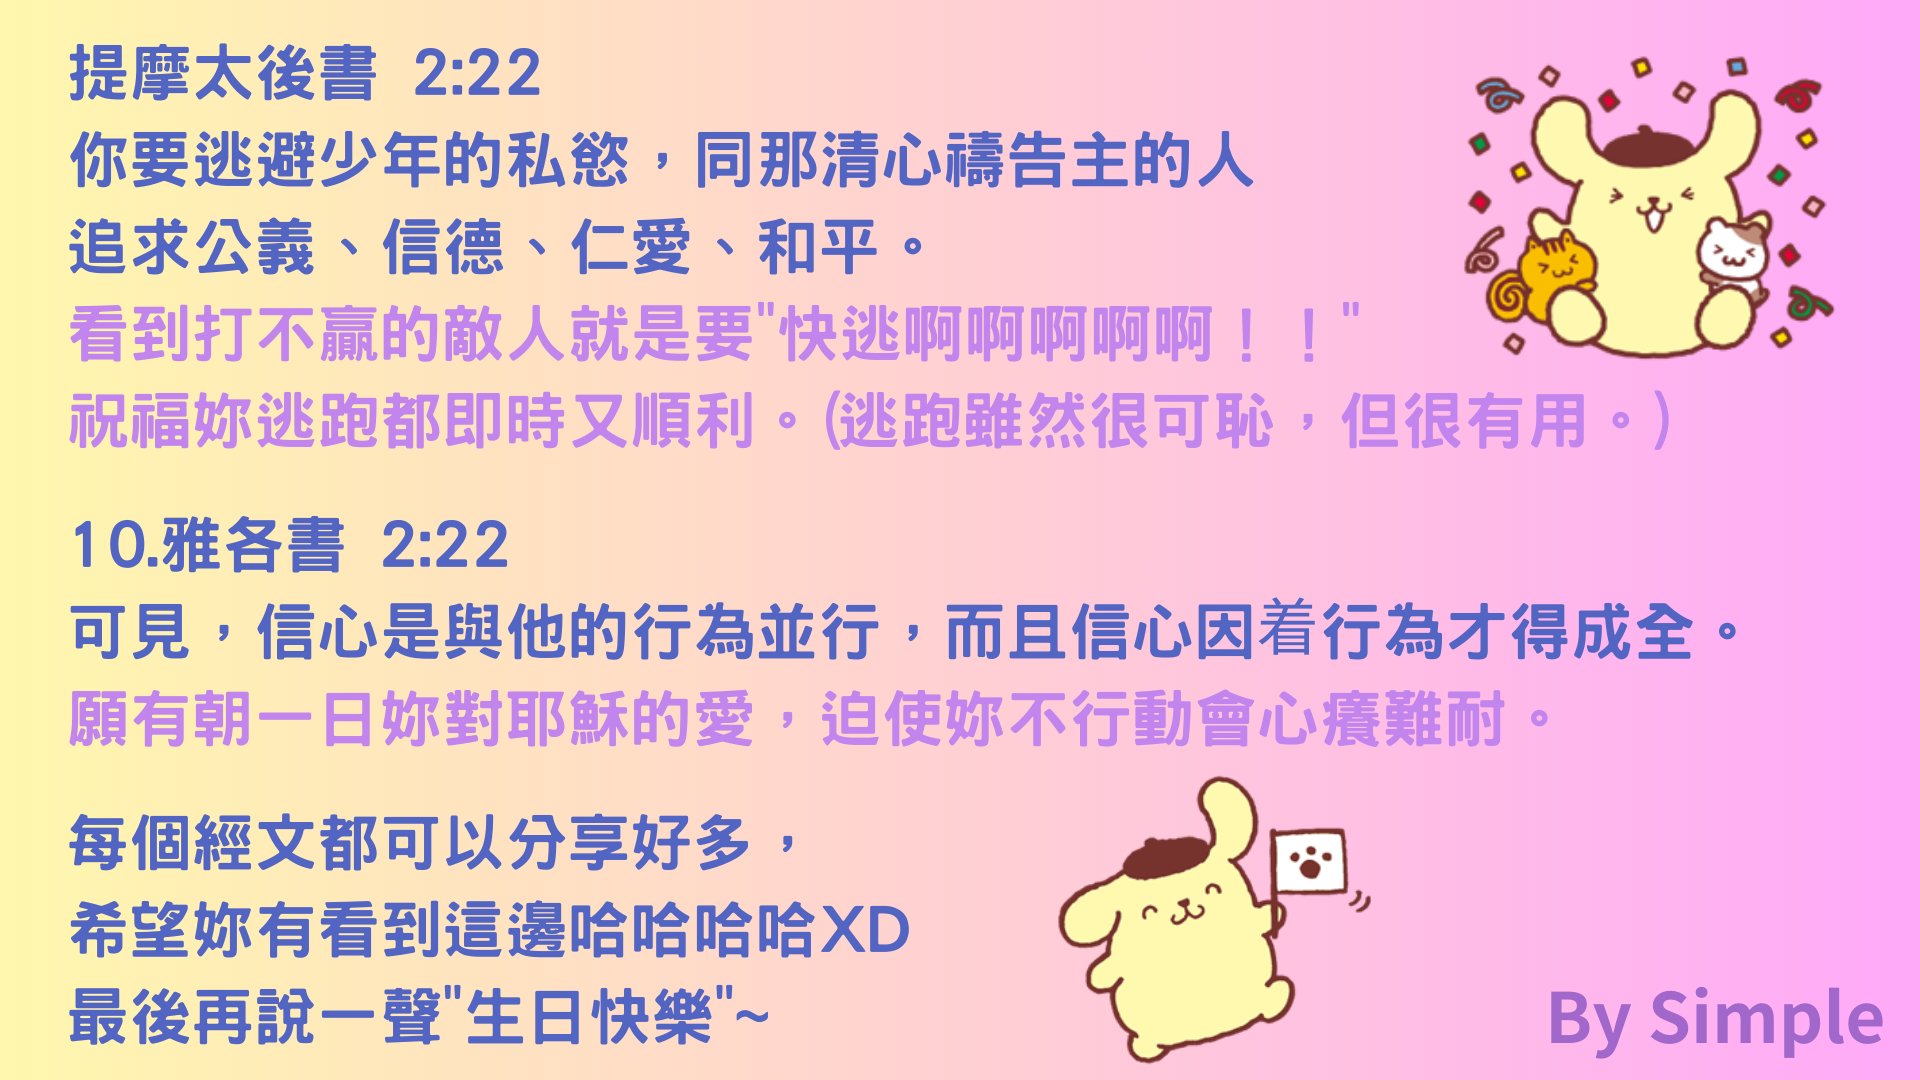 提摩太後書 2:22
你要逃避少年的私慾，同那清心禱告主的人
追求公義、信德、仁愛、和平。
看到打不贏的敵人就是要"快逃啊啊啊啊啊！！"
祝福妳逃跑都即時又順利。(逃跑雖然很可恥，但很有用。)
10.雅各書 2:22
可見，信心是與他的行為並行，而且信心因着行為才得成全。
願有朝一日妳對耶穌的愛，迫使妳不行動會心癢難耐。
每個經文都可以分享好多，
希望妳有看到這邊哈哈哈哈XD
最後再說一聲"生日快樂"~
By Simple